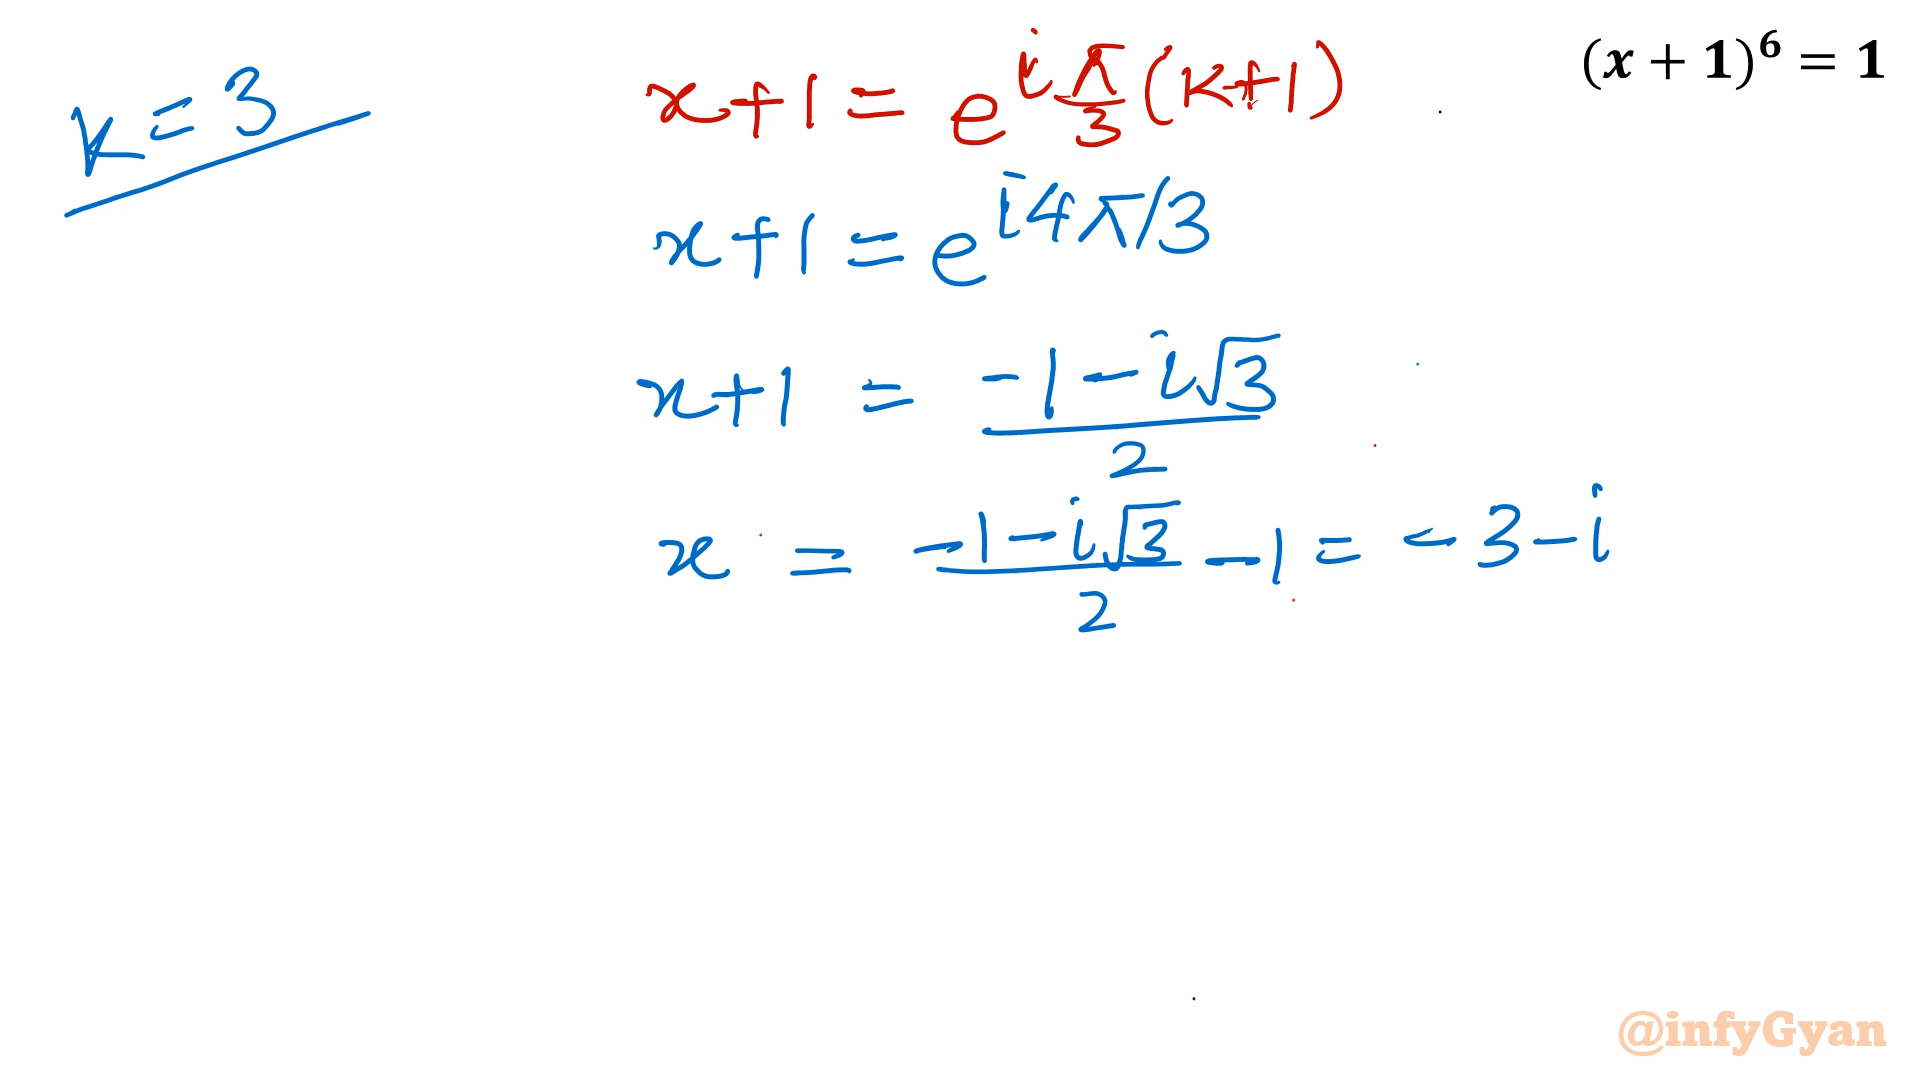 (x + 1)⁶ = 1
k = 3
x+1 = e^{i π/3 (k+1)}
x+1 = e^{i4π/3}
x+1 = (-1 - i√3)/2
x = (-1 - i√3)/2 - 1 = -3 - i
@infyGyan